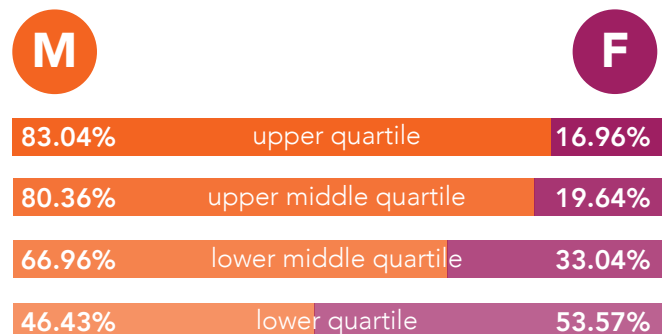 M F
83.04% upper quartile 16.96%
80.36% upper middle quartile 19.64%
66.96% lower middle quartile 33.04%
46.43% lower quartile 53.57%